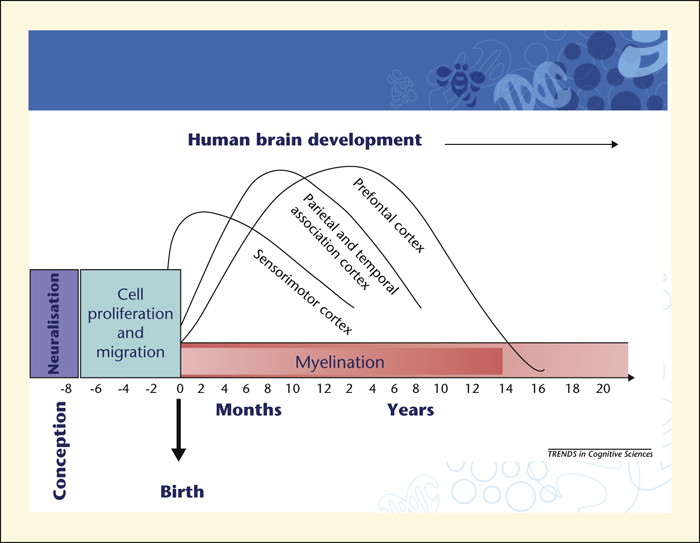 Human brain development
Prefontal cortex
Parietal and temporal
association cortex
Sensorimotor cortex
Neuralisation
Cell
proliferation
and
migration
Myelination
-8 -6 -4 -2 0 2 4 6 8 10 12 2 4 6 8 10 12 14 16 18 20
Months Years
Conception
Birth
TRENDS in Cognitive Sciences